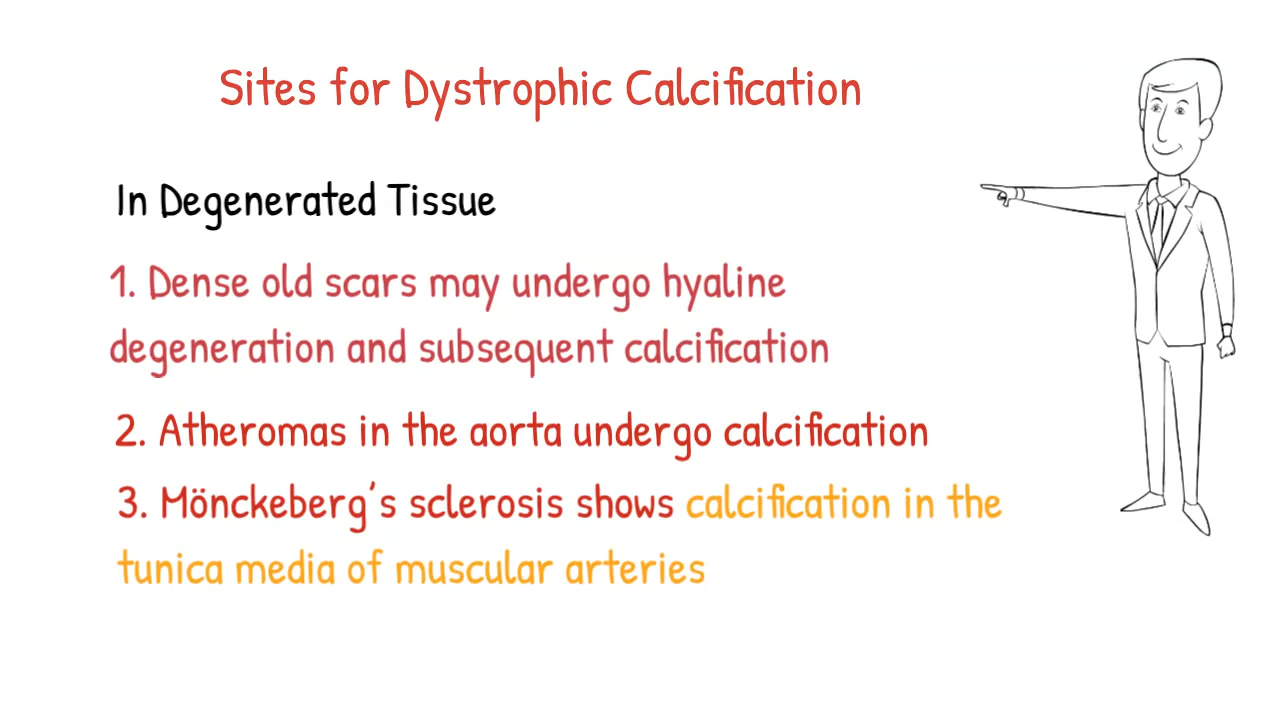 Sites for Dystrophic Calcification
In Degenerated Tissue
1. Dense old scars may undergo hyaline
degeneration and subsequent calcification
2. Atheromas in the aorta undergo calcification
3. Mönckeberg's sclerosis shows calcification in the
tunica media of muscular arteries